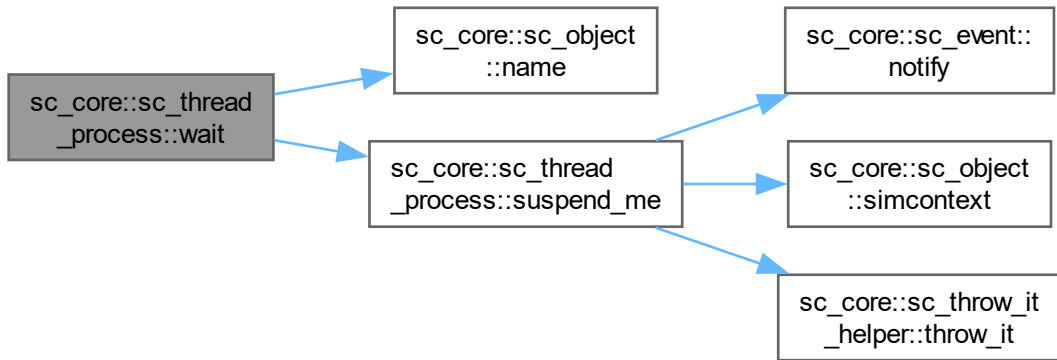 sc_core::sc_thread
_process::wait
sc_core::sc_object
::name
sc_core::sc_thread
_process::suspend_me
sc_core::sc_event::
notify
sc_core::sc_object
::simcontext
sc_core::sc_throw_it
_helper::throw_it